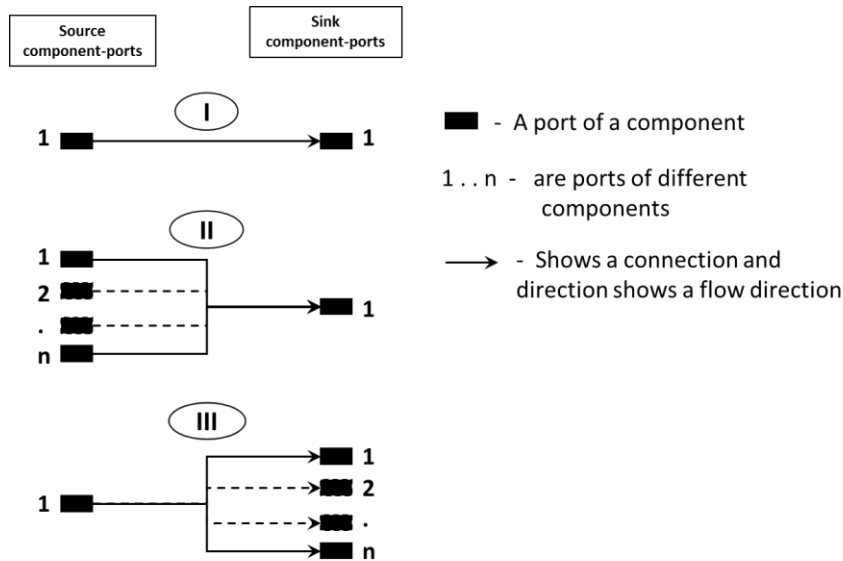 Source
component-ports
Sink
component-ports
I
1
1
- A port of a component
1 . . n - are ports of different
components
II
1
2
.
n
1
- Shows a connection and
direction shows a flow direction
III
1
1
2
.
n